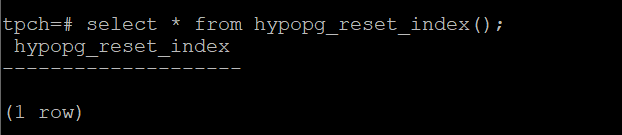 tpch=# select * from hypopg_reset_index();
 hypopg_reset_index
--------------------
(1 row)